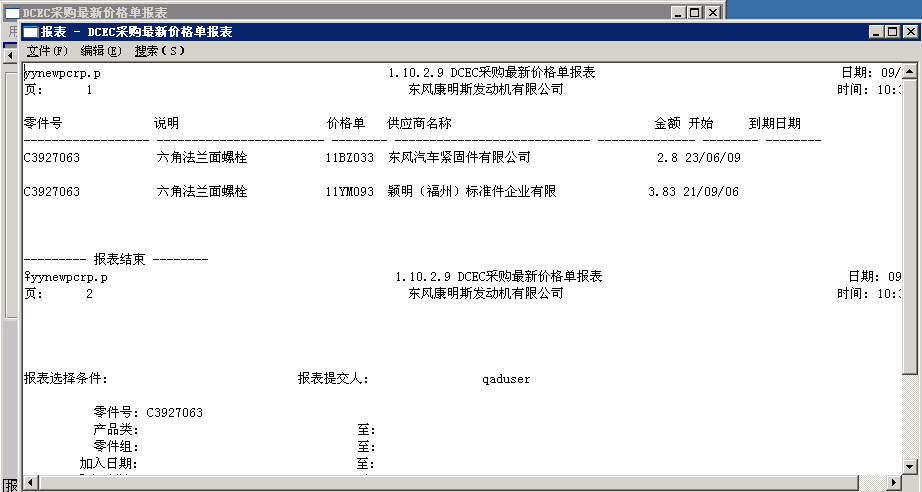 DCEC采购最新价格单报表
报表 - DCEC采购最新价格单报表
文件(F) 编辑(E) 搜索(S)
yynewpcrp.p 1.10.2.9 DCEC采购最新价格单报表 日期: 09/
页: 1 东风康明斯发动机有限公司 时间: 10:3
零件号 说明 价格单 供应商名称 金额 开始 到期日期
C3927063 六角法兰面螺栓 11BZ033 东风汽车紧固件有限公司 2.8 23/06/09
C3927063 六角法兰面螺栓 11YM093 颖明（福州）标准件企业有限 3.83 21/09/06
--------- 报表结束 --------
♀yynewpcrp.p 1.10.2.9 DCEC采购最新价格单报表 日期: 09
页: 2 东风康明斯发动机有限公司 时间: 10:3
报表选择条件: 报表提交人: qaduser
零件号: C3927063
产品类: 至:
零件组: 至:
加入日期: 至:
报